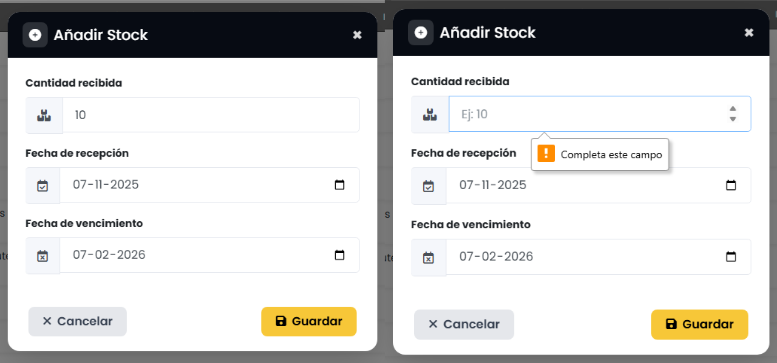 Añadir Stock
Cantidad recibida
10
Fecha de recepción
07-11-2025
Fecha de vencimiento
07-02-2026
Cancelar
Guardar
Añadir Stock
Cantidad recibida
Ej: 10
Completa este campo
Fecha de recepción
07-11-2025
Fecha de vencimiento
07-02-2026
Cancelar
Guardar